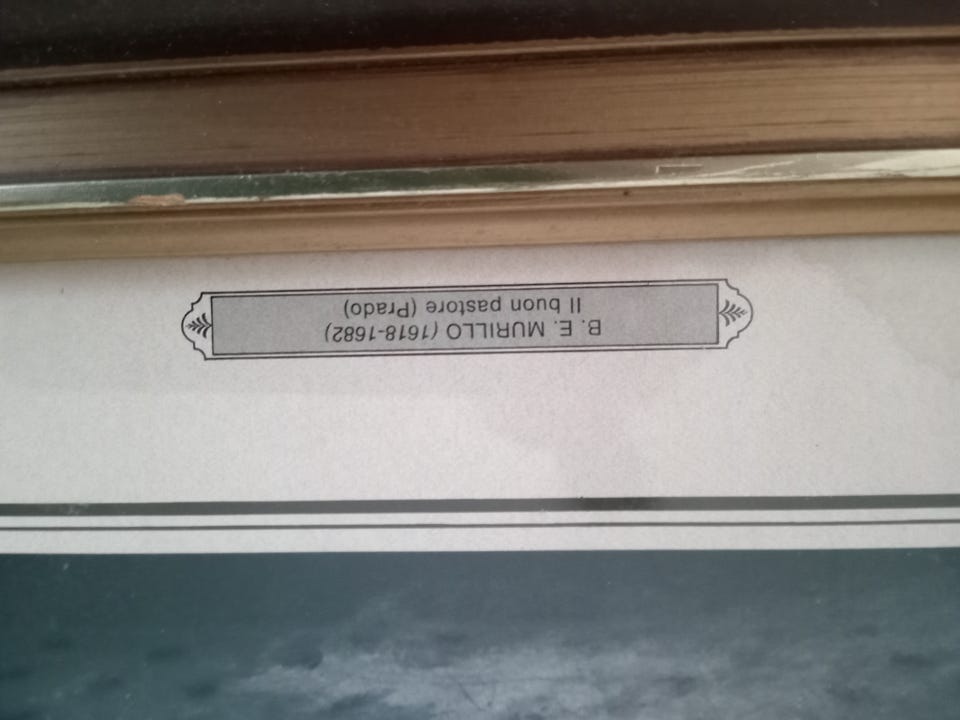 B. E. MURILLO (1618-1682)
Il buon pastore (Prado)